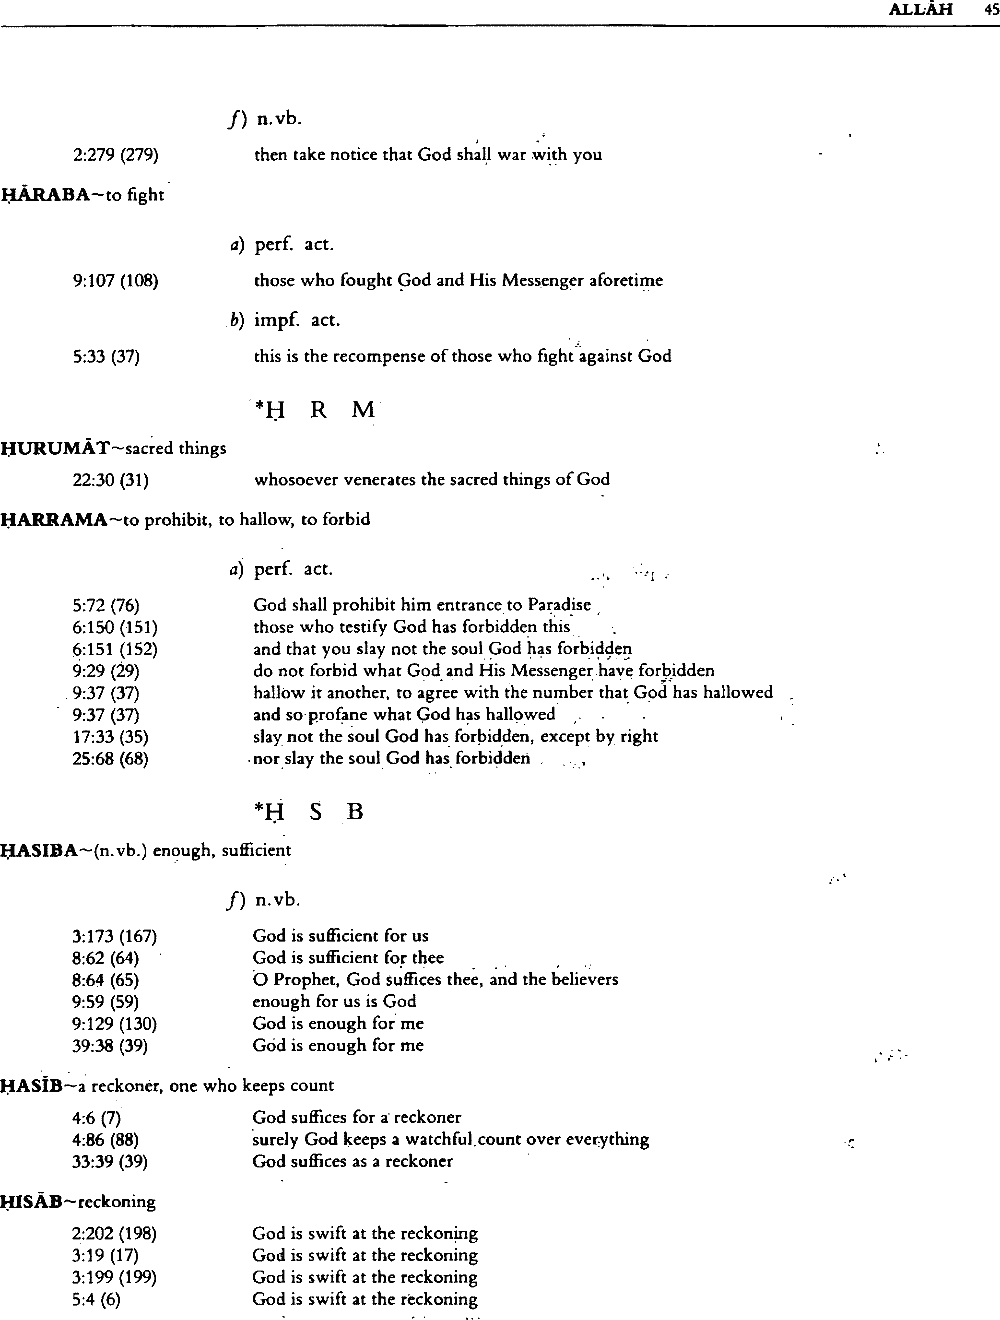 ALLĀH 45
f) n.vb.
2:279 (279) then take notice that God shall war with you
ḤĀRABA~to fight
a) perf. act.
9:107 (108) those who fought God and His Messenger aforetime
b) impf. act.
5:33 (37) this is the recompense of those who fight against God
*Ḥ R M
ḤURUMĀT~sacred things
22:30 (31) whosoever venerates the sacred things of God
ḤARRAMA~to prohibit, to hallow, to forbid
a) perf. act.
5:72 (76) God shall prohibit him entrance to Paradise
6:150 (151) those who testify God has forbidden this
6:151 (152) and that you slay not the soul God has forbidden
9:29 (29) do not forbid what God and His Messenger have forbidden
9:37 (37) hallow it another, to agree with the number that God has hallowed
9:37 (37) and so profane what God has hallowed
17:33 (35) slay not the soul God has forbidden, except by right
25:68 (68) nor slay the soul God has forbidden
*Ḥ S B
ḤASIBA~(n.vb.) enough, sufficient
f) n.vb.
3:173 (167) God is sufficient for us
8:62 (64) God is sufficient for thee
8:64 (65) O Prophet, God suffices thee, and the believers
9:59 (59) enough for us is God
9:129 (130) God is enough for me
39:38 (39) God is enough for me
ḤASĪB~a reckoner, one who keeps count
4:6 (7) God suffices for a reckoner
4:86 (88) surely God keeps a watchful count over everything
33:39 (39) God suffices as a reckoner
ḤISĀB~reckoning
2:202 (198) God is swift at the reckoning
3:19 (17) God is swift at the reckoning
3:199 (199) God is swift at the reckoning
5:4 (6) God is swift at the reckoning